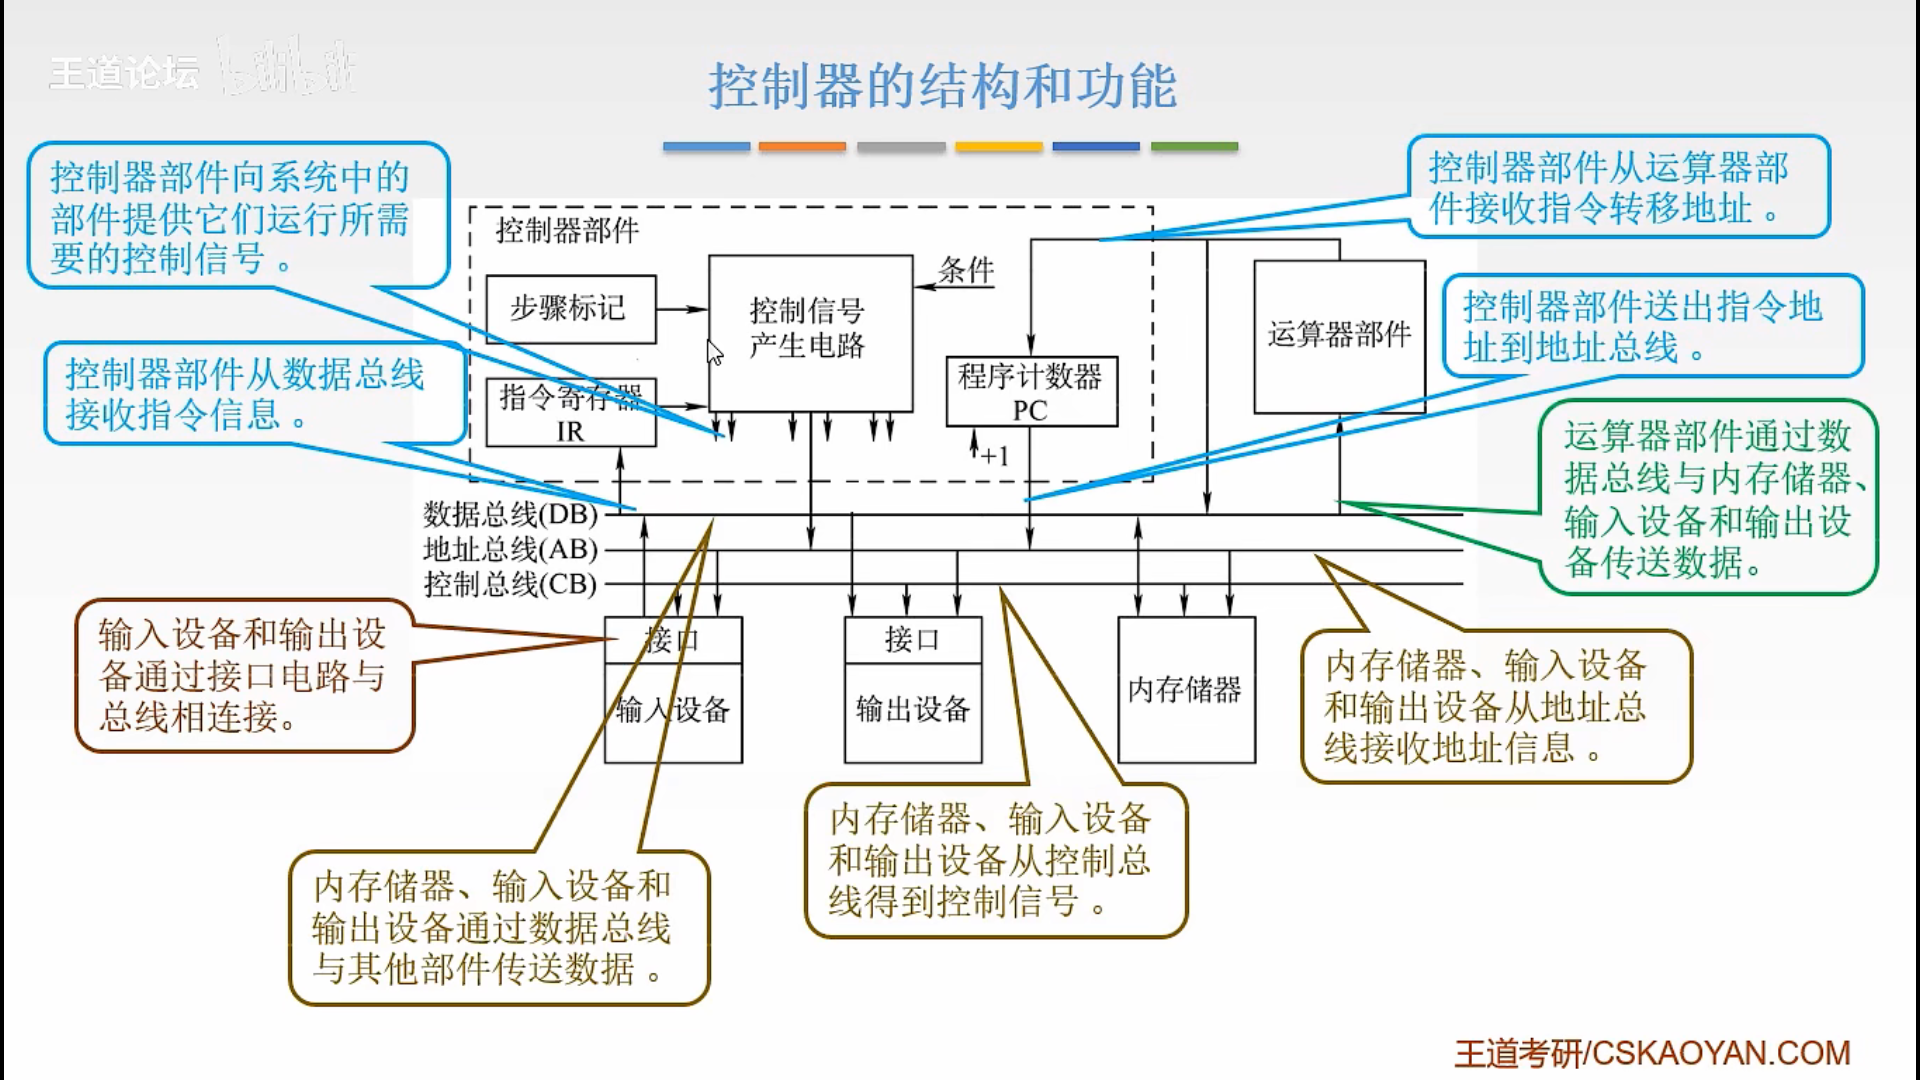 王道论坛 bilibili
控制器的结构和功能
控制器部件向系统中的
部件提供它们运行所需
要的控制信号。
控制器部件从数据总线
接收指令信息。
控制器部件
步骤标记
指令寄存器
IR
控制信号
产生电路
条件
程序计数器
PC
+1
运算器部件
控制器部件从运算器部
件接收指令转移地址。
控制器部件送出指令地
址到地址总线。
运算器部件通过数
据总线与内存储器、
输入设备和输出设
备传送数据。
数据总线(DB)
地址总线(AB)
控制总线(CB)
接口
输入设备
接口
输出设备
内存储器
输入设备和输出设
备通过接口电路与
总线相连接。
内存储器、输入设备和
输出设备通过数据总线
与其他部件传送数据。
内存储器、输入设备
和输出设备从控制总
线得到控制信号。
内存储器、输入设备
和输出设备从地址总
线接收地址信息。
王道考研/CSKAOYAN.COM